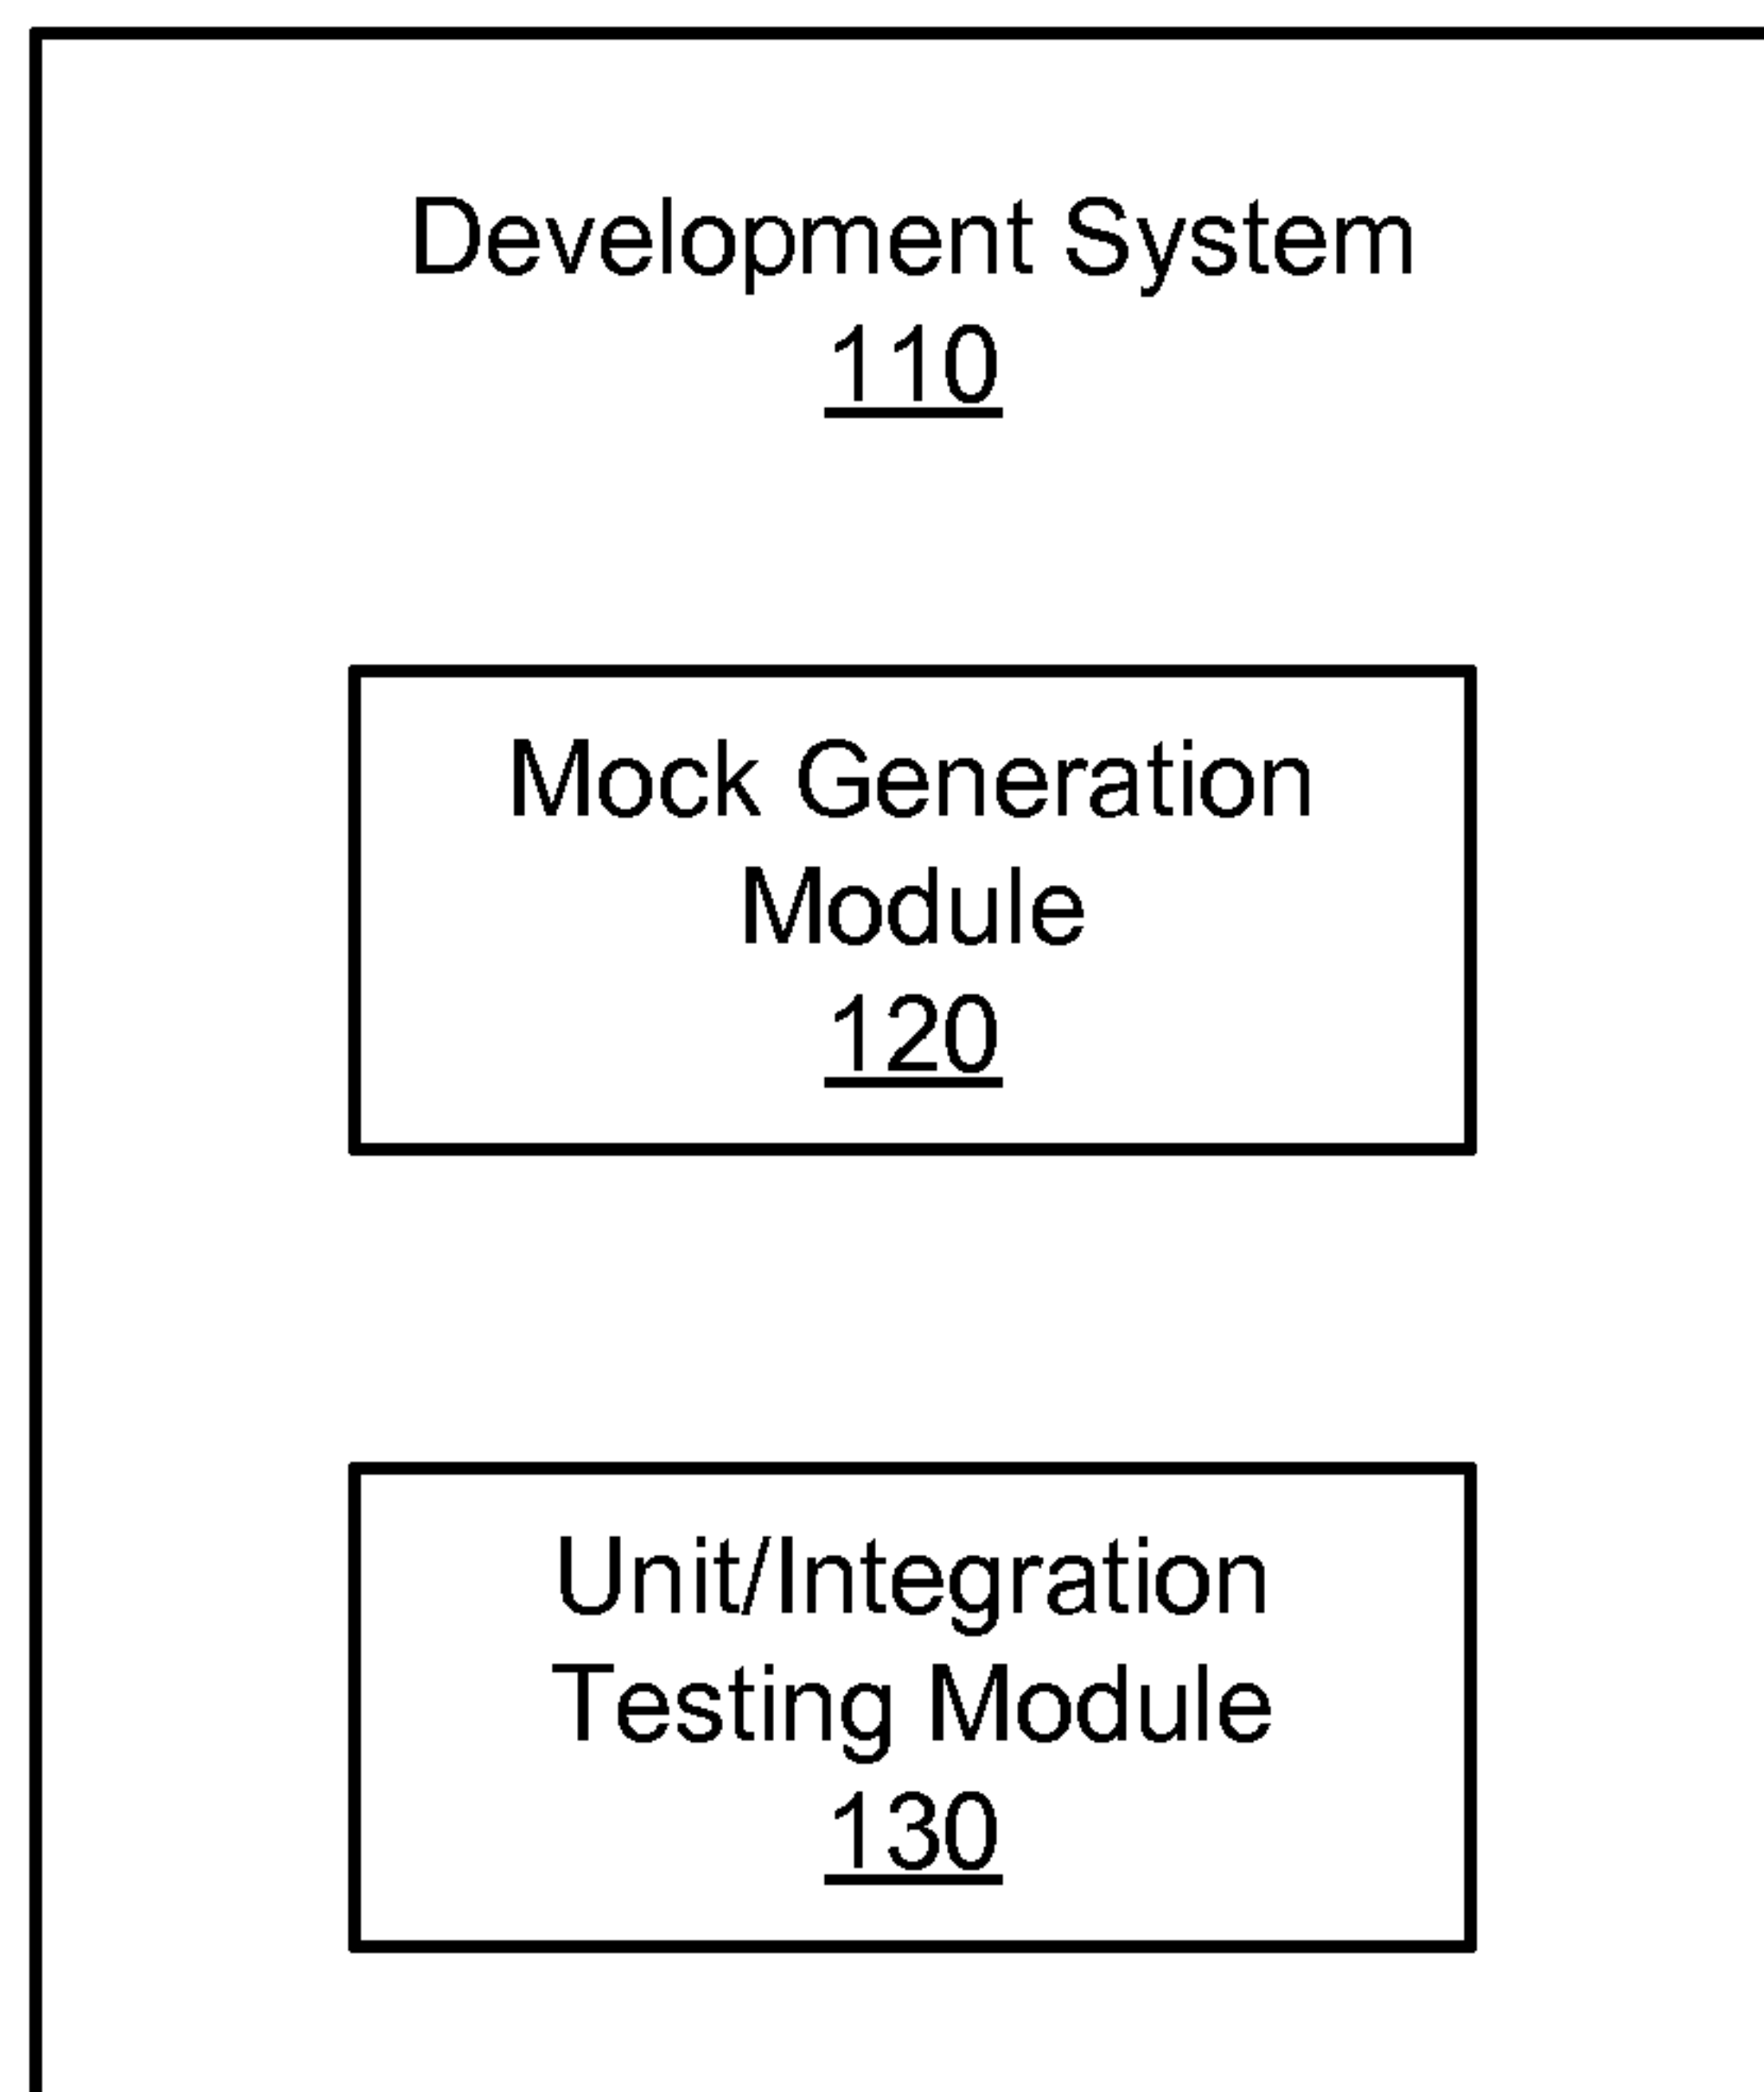 Development System
110
Mock Generation
Module
120
Unit/Integration
Testing Module
130